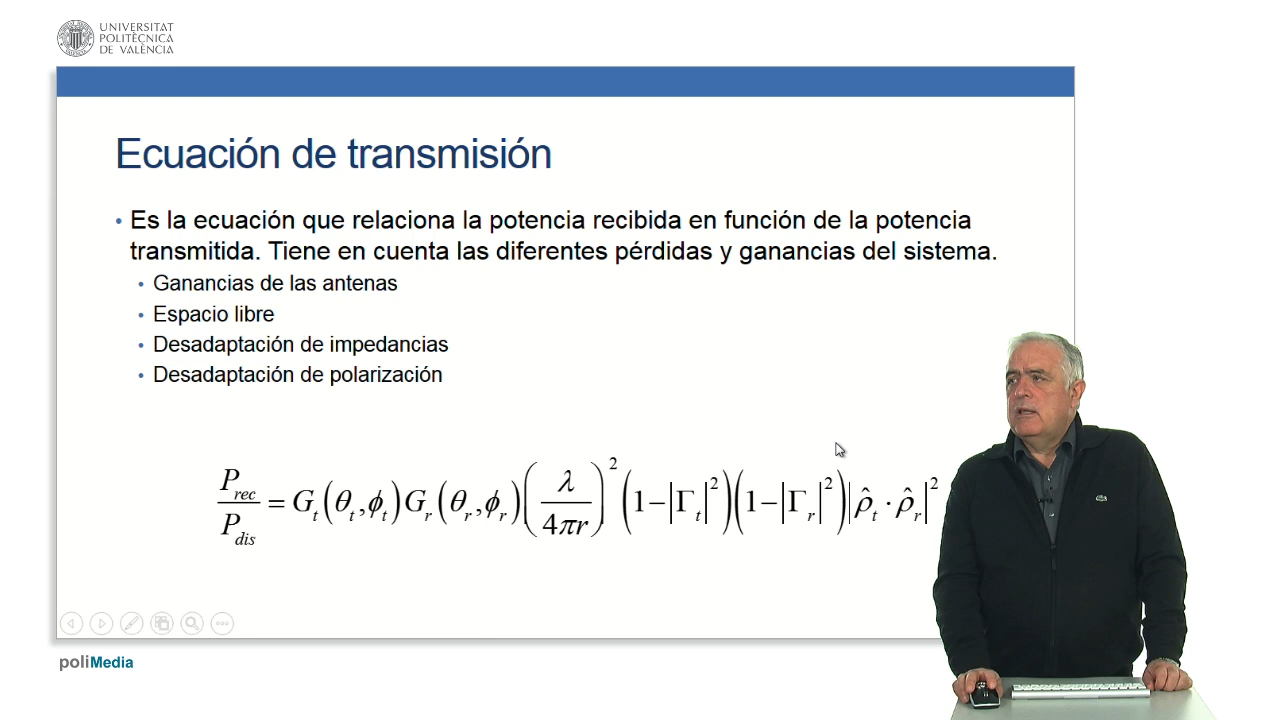 UNIVERSITAT
POLITÈCNICA
DE VALÈNCIA
Ecuación de transmisión
• Es la ecuación que relaciona la potencia recibida en función de la potencia
transmitida. Tiene en cuenta las diferentes pérdidas y ganancias del sistema.
• Ganancias de las antenas
• Espacio libre
• Desadaptación de impedancias
• Desadaptación de polarización
P_rec / P_dis = G_t(θ_t,ϕ_t) G_r(θ_r,ϕ_r) (λ / 4πr)^2 (1−|Γ_t|^2)(1−|Γ_r|^2)|ρ̂_t · ρ̂_r|^2
poliMedia